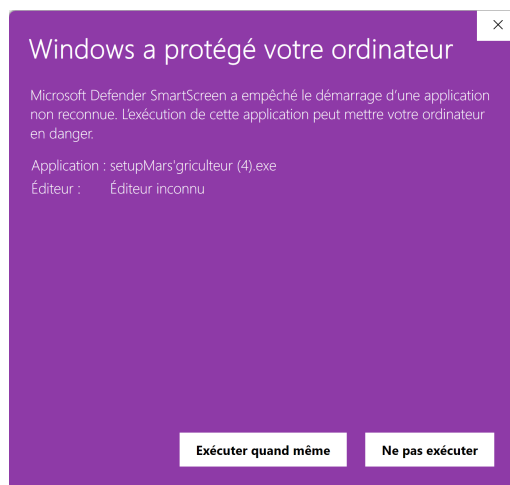 Windows a protégé votre ordinateur
Microsoft Defender SmartScreen a empêché le démarrage d'une application
non reconnue. L'exécution de cette application peut mettre votre ordinateur
en danger.
Application : setupMars'griculteur (4).exe
Éditeur : Éditeur inconnu
Exécuter quand même Ne pas exécuter